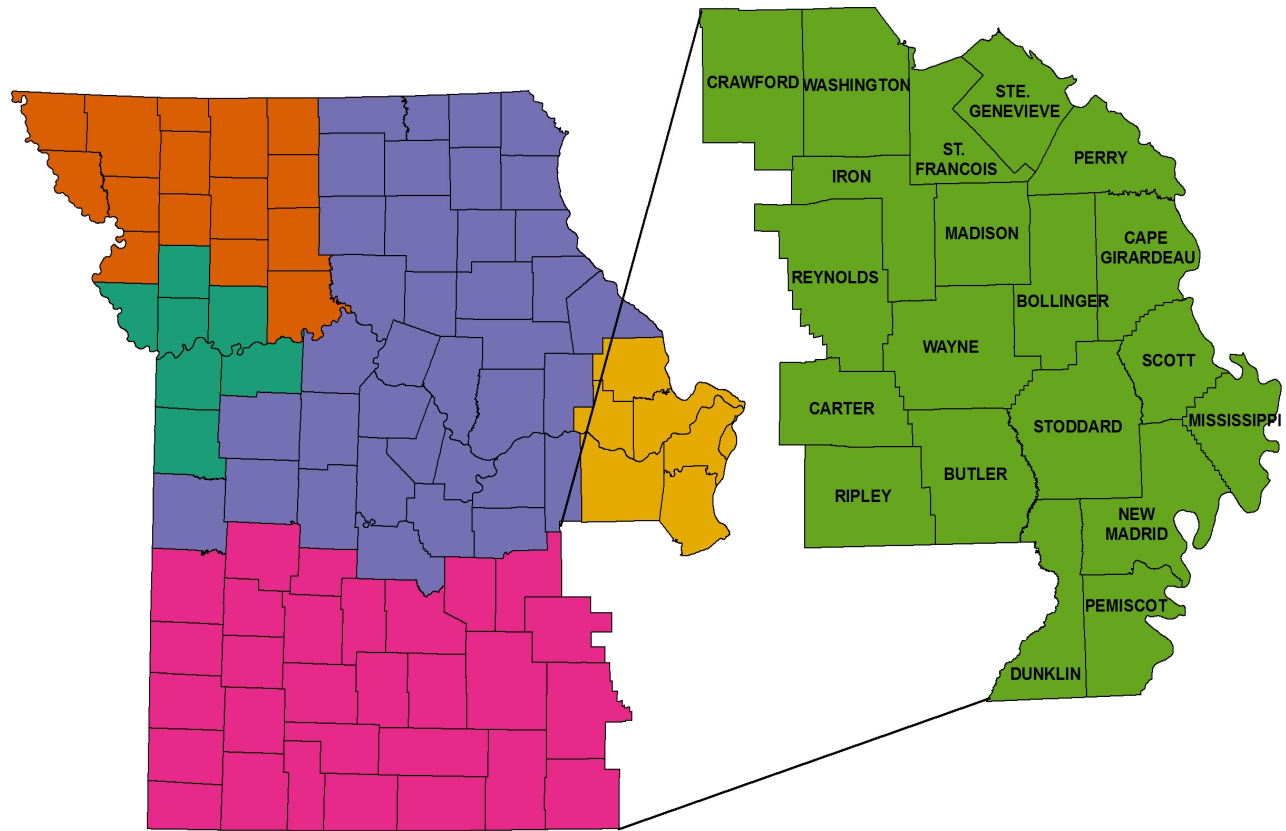 CRAWFORD
WASHINGTON
STE.
GENEVIEVE
ST.
FRANCOIS
PERRY
IRON
MADISON
CAPE
GIRARDEAU
REYNOLDS
BOLLINGER
WAYNE
SCOTT
CARTER
STODDARD
MISSISSIPPI
BUTLER
RIPLEY
NEW
MADRID
PEMISCOT
DUNKLIN